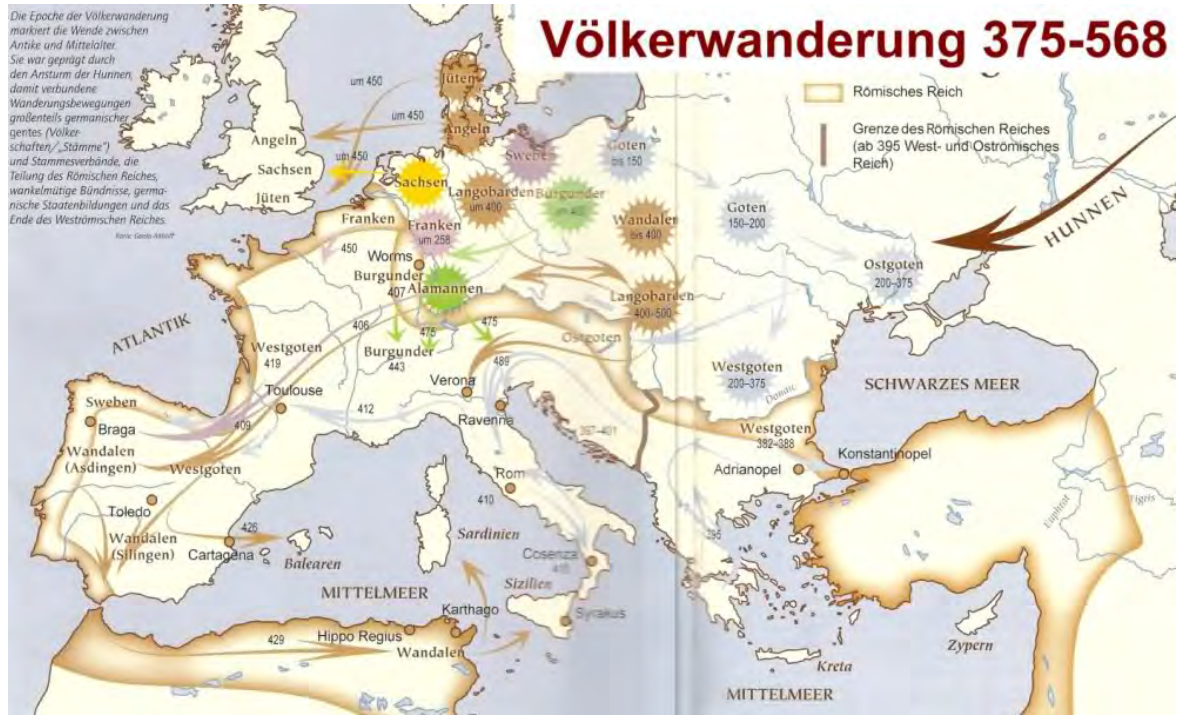 Völkerwanderung 375-568
Die Epoche der Völkerwanderung
markiert die Wende zwischen
Antike und Mittelalter.
Sie war geprägt durch
den Ansturm der Hunnen,
damit verbundene
Wanderungsbewegungen
großenteils germanischer
gentes (Völker-
schaften/„Stämme“)
und Stammesverbände, die
Teilung des Römischen Reiches,
wankelmütige Bündnisse, germa-
nische Staatenbildungen und das
Ende des Weströmischen Reiches.
Römisches Reich
Grenze des Römischen Reiches
(ab 395 West- und Oströmisches
Reich)
HUNNEN
Jüten
um 450
um 450
Angeln
um 450
Angeln
Sachsen
Jüten
Sachsen
Sweben
Goten
bis 150
Langobarden
um 400
Burgunder
Wandaler
bis 400
Goten
150–200
Franken
450
Franken
um 258
Worms
Burgunder
407
Alamannen
Langobarden
400–500
Ostgoten
200–375
ATLANTIK
406
475
475
Westgoten
419
Burgunder
443
Ostgoten
489
Westgoten
200–375
Donau
SCHWARZES MEER
Toulouse
412
Verona
Ravenna
397–401
Westgoten
382–388
Sweben
Braga
409
Wandalen
(Asdingen)
Westgoten
Adrianopel
Konstantinopel
Rom
410
Toledo
Wandalen
(Silingen)
426
Cartagena
Balearen
Sardinien
Cosenza
395
Euphrat
Tigris
MITTELMEER
Sizilien
Syrakus
Karthago
Hippo Regius
429
Wandalen
Kreta
Zypern
MITTELMEER